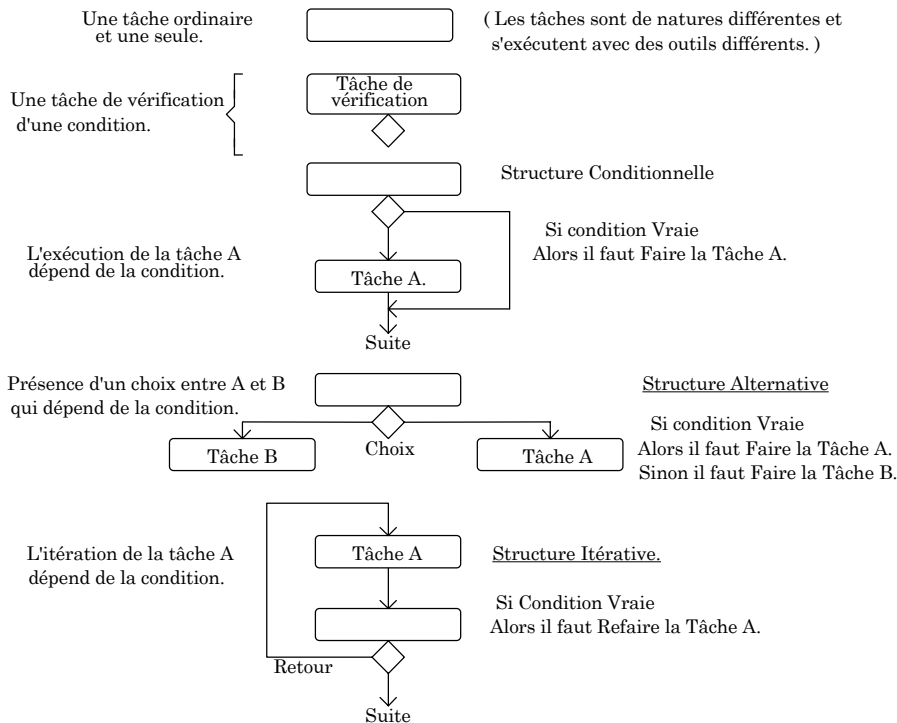 Une tâche ordinaire
et une seule.
( Les tâches sont de natures différentes et
s'exécutent avec des outils différents. )
Une tâche de vérification
d'une condition.
Tâche de
vérification
Structure Conditionnelle
L'exécution de la tâche A
dépend de la condition.
Si condition Vraie
Alors il faut Faire la Tâche A.
Tâche A.
Suite
Présence d'un choix entre A et B
qui dépend de la condition.
Structure Alternative
Tâche B
Choix
Tâche A
Si condition Vraie
Alors il faut Faire la Tâche A.
Sinon il faut Faire la Tâche B.
L'itération de la tâche A
dépend de la condition.
Tâche A
Structure Itérative.
Si Condition Vraie
Alors il faut Refaire la Tâche A.
Retour
Suite